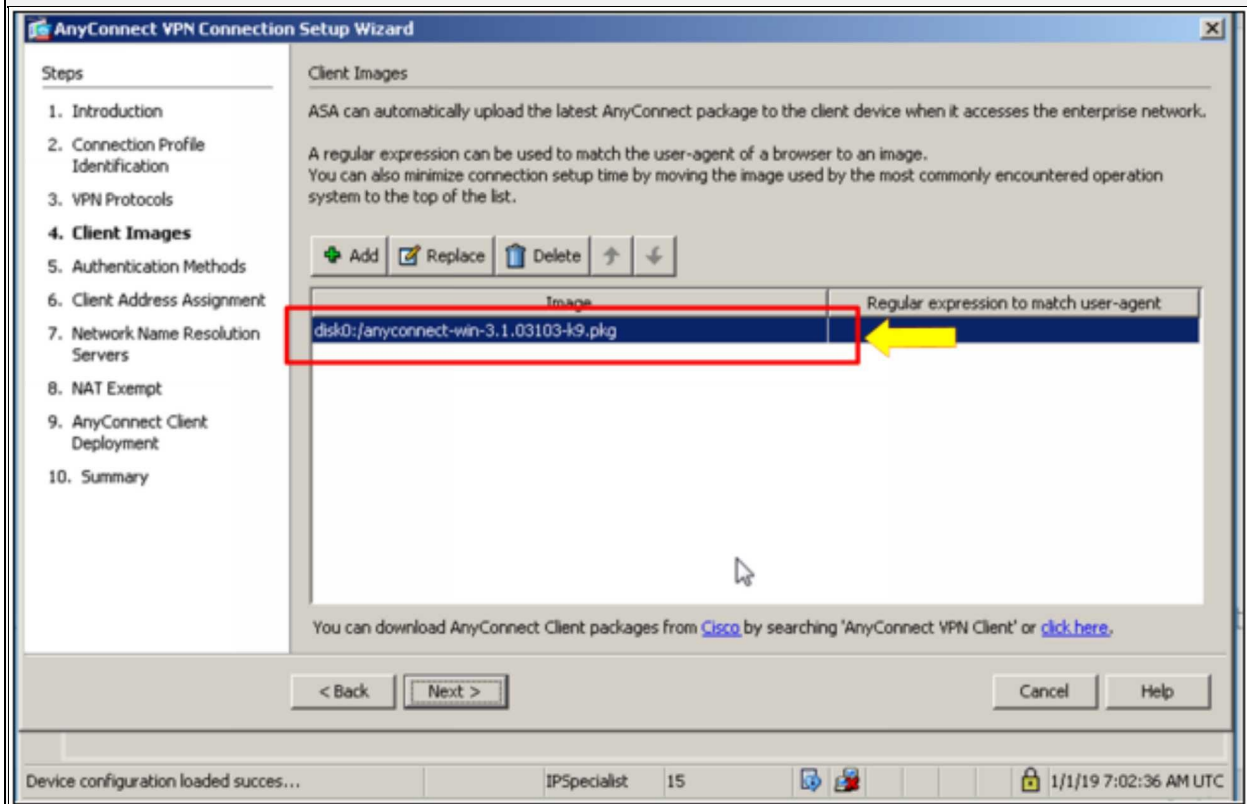 AnyConnect VPN Connection Setup Wizard
Steps
1. Introduction
2. Connection Profile
Identification
3. VPN Protocols
4. Client Images
5. Authentication Methods
6. Client Address Assignment
7. Network Name Resolution
Servers
8. NAT Exempt
9. AnyConnect Client
Deployment
10. Summary
Client Images
ASA can automatically upload the latest AnyConnect package to the client device when it accesses the enterprise network.
A regular expression can be used to match the user-agent of a browser to an image.
You can also minimize connection setup time by moving the image used by the most commonly encountered operation
system to the top of the list.
Add Replace Delete
Image Regular expression to match user-agent
disk0:/anyconnect-win-3.1.03103-k9.pkg
You can download AnyConnect Client packages from Cisco by searching 'AnyConnect VPN Client' or click here.
< Back Next > Cancel Help
Device configuration loaded succes... IPSpecialist 15 1/1/19 7:02:36 AM UTC